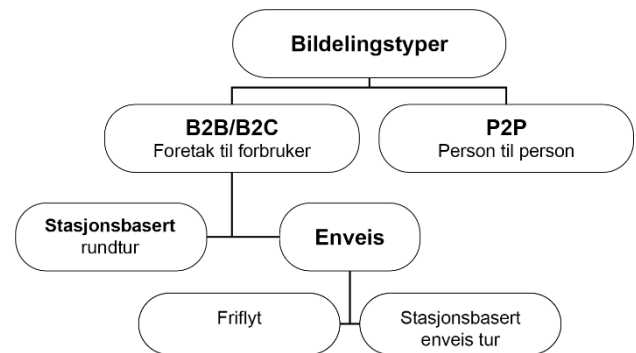 Bildelingstyper
B2B/B2C
Foretak til forbruker
P2P
Person til person
Stasjonsbasert
rundtur
Enveis
Friflyt
Stasjonsbasert
enveis tur